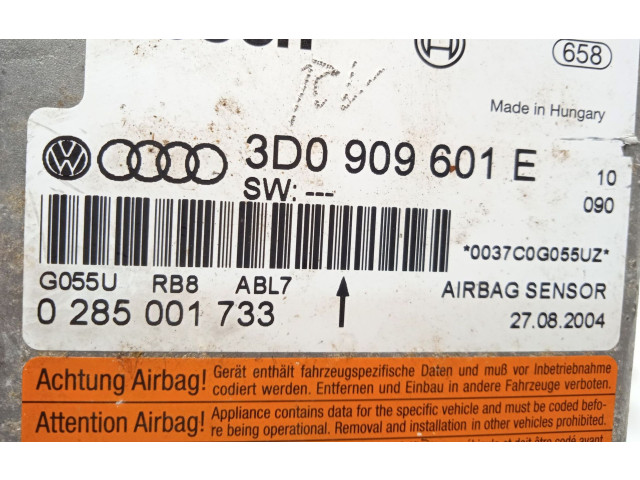 658
Made in Hungary
3D0 909 601 E
10
SW: ---
090
*0037C0G055UZ*
G055U RB8 ABL7
AIRBAG SENSOR
0 285 001 733
27.08.2004
Achtung Airbag! Gerät enthält fahrzeugspezifische Daten und muß vor Inbetriebnahme
codiert werden. Entfernen und Einbau in andere Fahrzeuge verboten.
Attention Airbag! Appliance contains data for the specific vehicle and must be coded befo-
re being operational. Removal and installation in other vehicles prohibited.